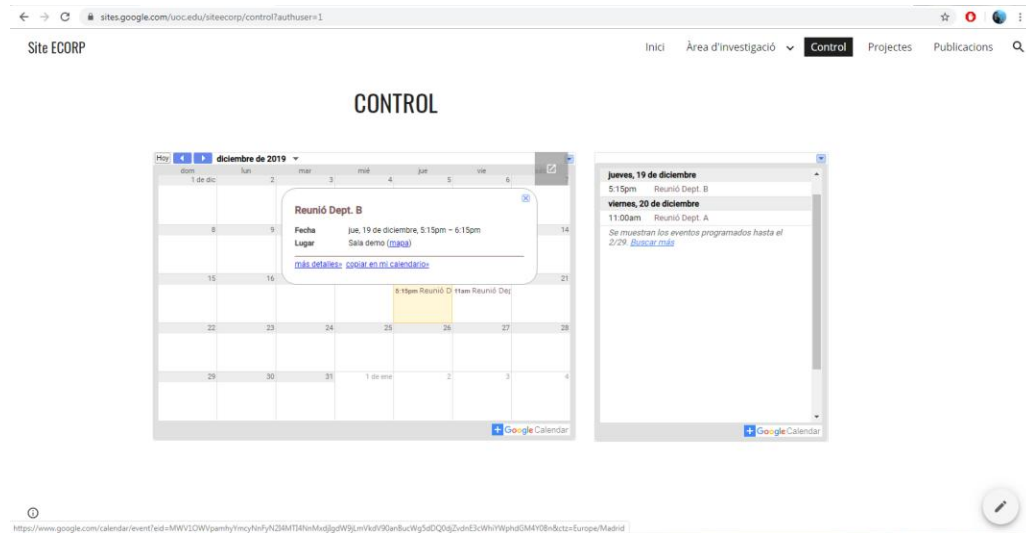 sites.google.com/uoc.edu/siteecorp/control?authuser=1
Site ECORP
Inici Àrea d'investigació Control Projectes Publicacions
CONTROL
Hoy diciembre de 2019
dom lun mar mié jue vie
1 de dic 2 3 4 5 6 7
Reunió Dept. B
Fecha jue, 19 de diciembre, 5:15pm – 6:15pm
Lugar Sala demo (mapa)
más detalles» copiar en mi calendario»
8 9 14
15 16 21
5:15pm Reunió D 11am Reunió Dep
22 23 24 25 26 27 28
29 30 31 1 de ene 2 3 4
Google Calendar
jueves, 19 de diciembre
5:15pm Reunió Dept. B
viernes, 20 de diciembre
11:00am Reunió Dept. A
Se muestran los eventos programados hasta el
2/29. Buscar más
Google Calendar